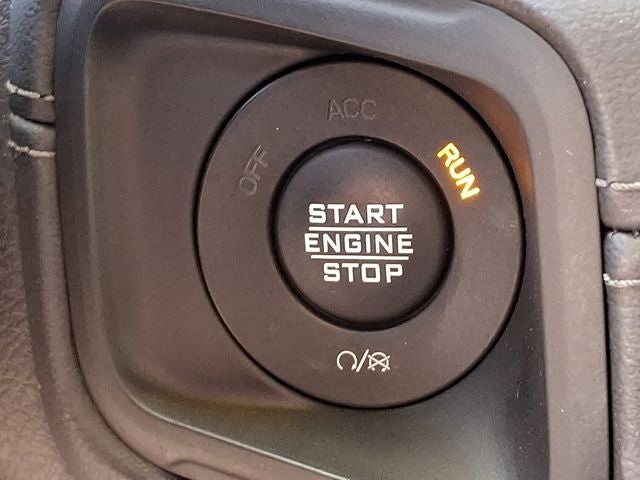 ACC
OFF
RUN
START
ENGINE
STOP